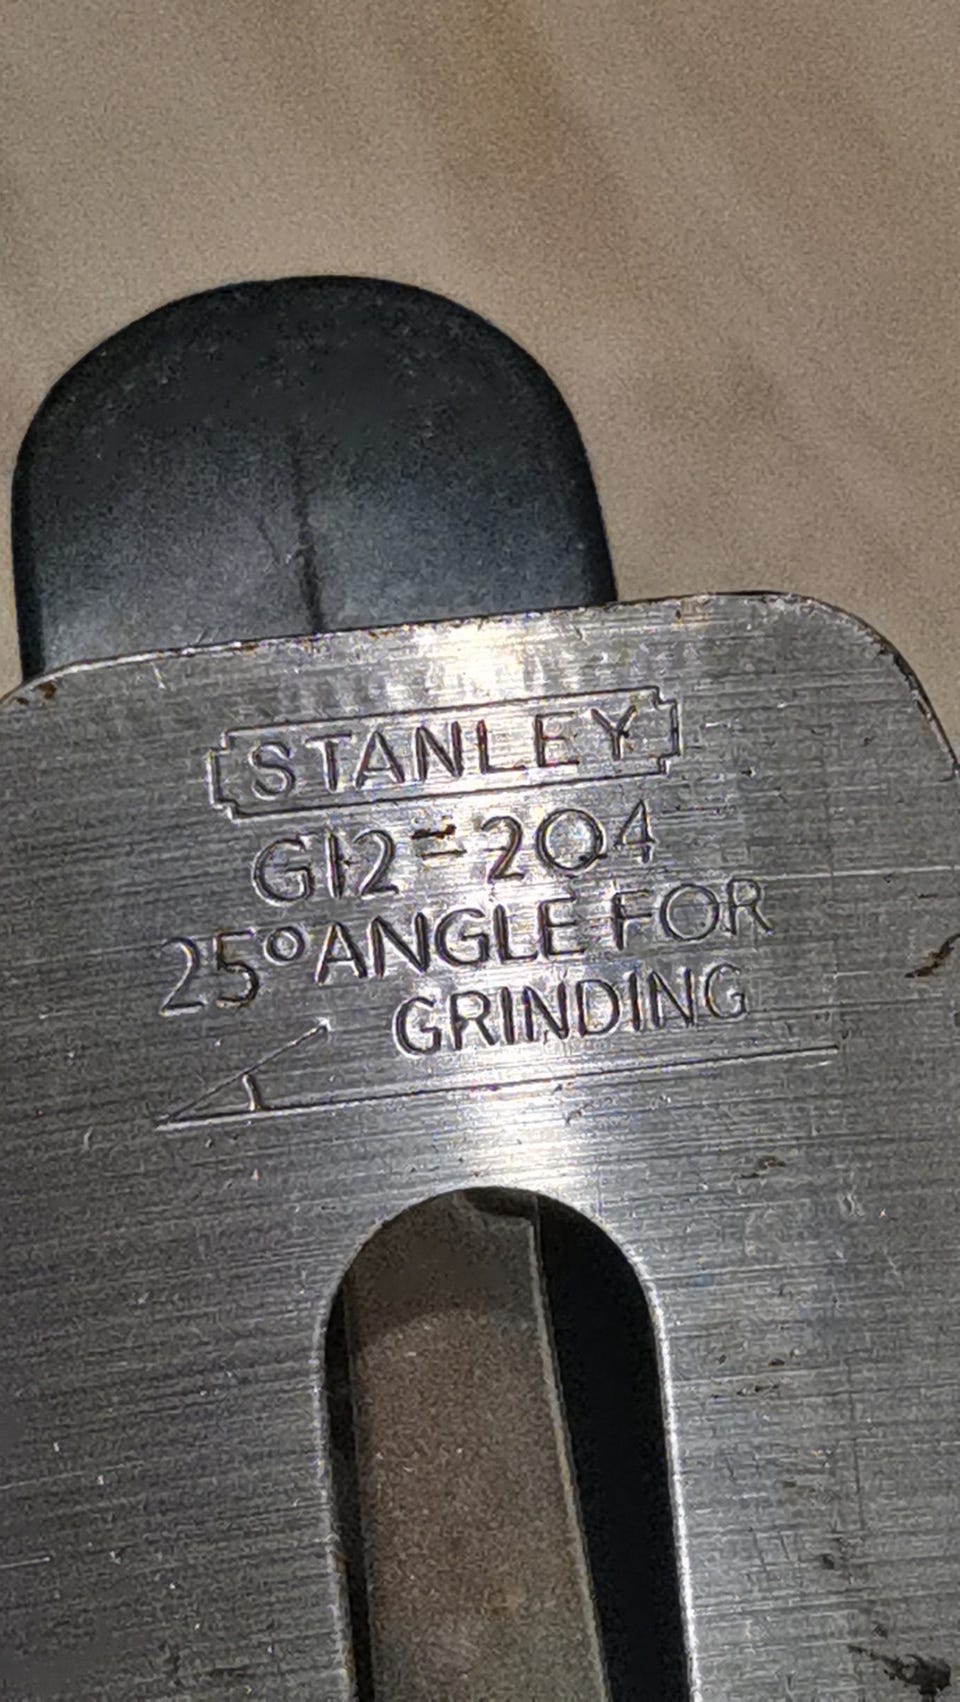 STANLEY
G12=204
25° ANGLE FOR
GRINDING